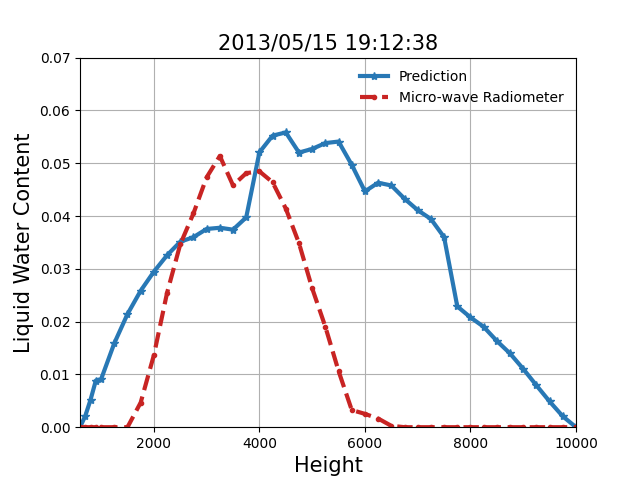 2013/05/15 19:12:38
0.07
0.06
0.05
0.04
0.03
0.02
0.01
0.00
Liquid Water Content
Prediction
Micro-wave Radiometer
2000 4000 6000 8000 10000
Height